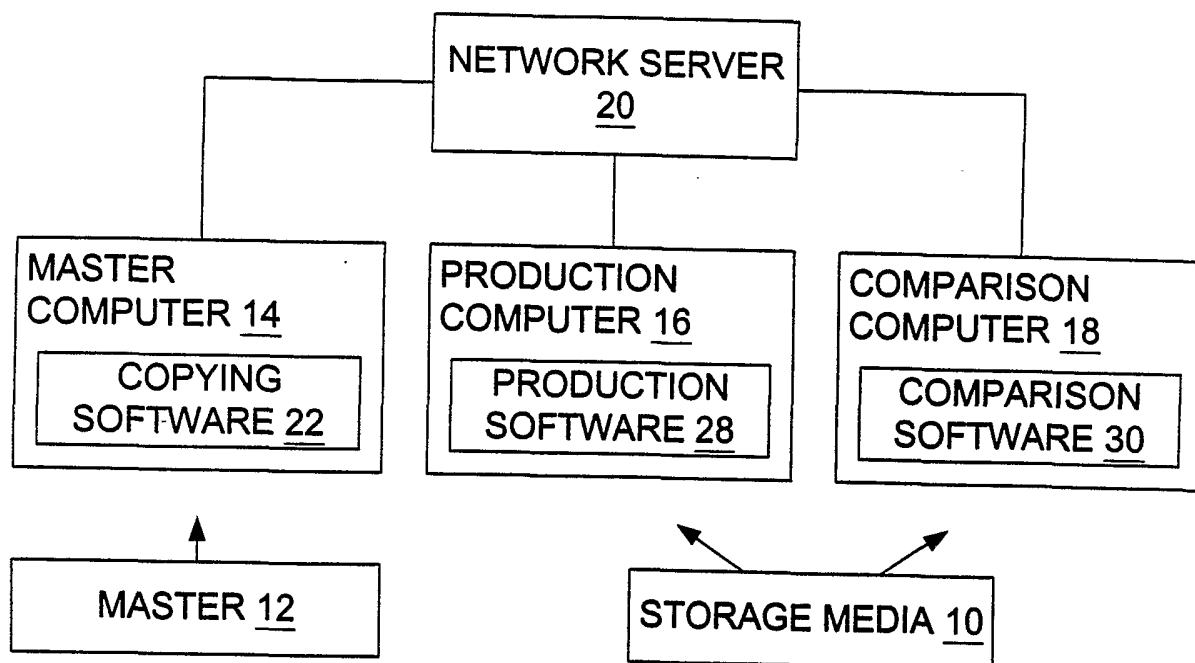 NETWORK SERVER
20
MASTER
COMPUTER 14
COPYING
SOFTWARE 22
PRODUCTION
COMPUTER 16
PRODUCTION
SOFTWARE 28
COMPARISON
COMPUTER 18
COMPARISON
SOFTWARE 30
MASTER 12
STORAGE MEDIA 10